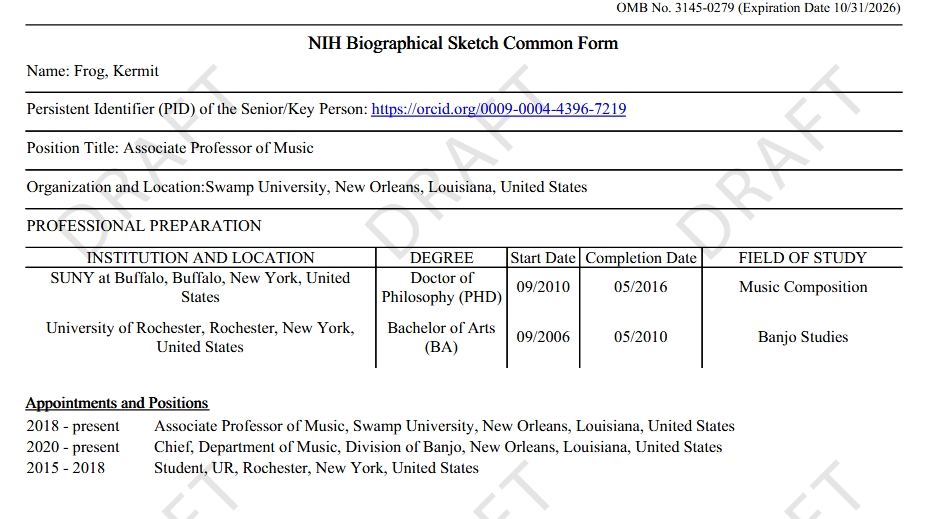 OMB No. 3145-0279 (Expiration Date 10/31/2026)
NIH Biographical Sketch Common Form
Name: Frog, Kermit
Persistent Identifier (PID) of the Senior/Key Person: https://orcid.org/0009-0004-4396-7219
Position Title: Associate Professor of Music
Organization and Location:Swamp University, New Orleans, Louisiana, United States
PROFESSIONAL PREPARATION
INSTITUTION AND LOCATION DEGREE Start Date Completion Date FIELD OF STUDY
SUNY at Buffalo, Buffalo, New York, United States Doctor of Philosophy (PHD) 09/2010 05/2016 Music Composition
University of Rochester, Rochester, New York, United States Bachelor of Arts (BA) 09/2006 05/2010 Banjo Studies
Appointments and Positions
2018 - present Associate Professor of Music, Swamp University, New Orleans, Louisiana, United States
2020 - present Chief, Department of Music, Division of Banjo, New Orleans, Louisiana, United States
2015 - 2018 Student, UR, Rochester, New York, United States
DRAFT
DRAFT
DRAFT
DRAFT
DRAFT
DRAFT